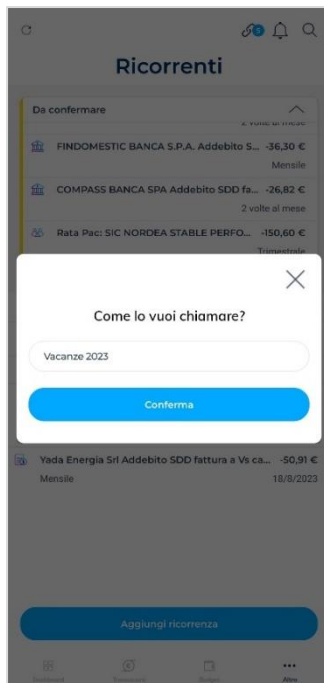 Ricorrenti
Da confermare
2 volte al mese
FINDOMESTIC BANCA S.P.A. Addebito S... -36,30 €
Mensile
COMPASS BANCA SPA Addebito SDD fa... -26,82 €
2 volte al mese
Rata Pac: SIC NORDEA STABLE PERFO... -150,60 €
Trimestrale
Come lo vuoi chiamare?
Vacanze 2023
Conferma
Yada Energia Srl Addebito SDD fattura a Vs ca... -50,91 €
Mensile 18/8/2023
Aggiungi ricorrenza
Dashboard Transazioni Budget Altro